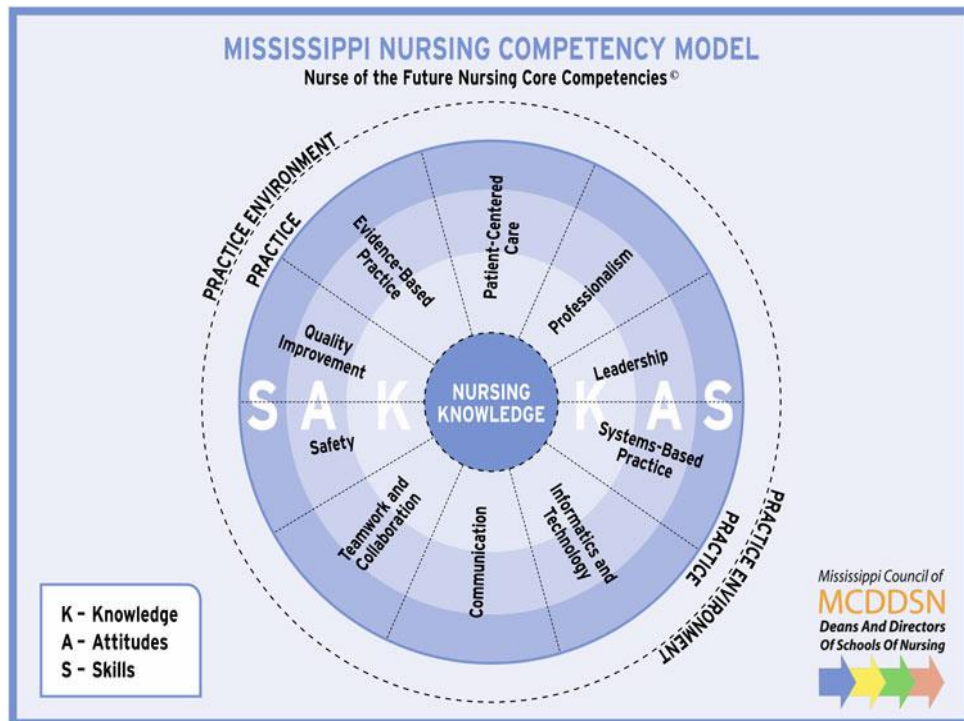 MISSISSIPPI NURSING COMPETENCY MODEL
Nurse of the Future Nursing Core Competencies©
PRACTICE ENVIRONMENT
PRACTICE
Patient-Centered
Care
Evidence-Based
Practice
Professionalism
Quality
Improvement
Leadership
S A K
NURSING
KNOWLEDGE
K A S
Safety
Systems-Based
Practice
Teamwork and
Collaboration
Communication
Informatics and
Technology
PRACTICE
PRACTICE ENVIRONMENT
K – Knowledge
A – Attitudes
S – Skills
Mississippi Council of
MCDDSN
Deans And Directors
Of Schools Of Nursing